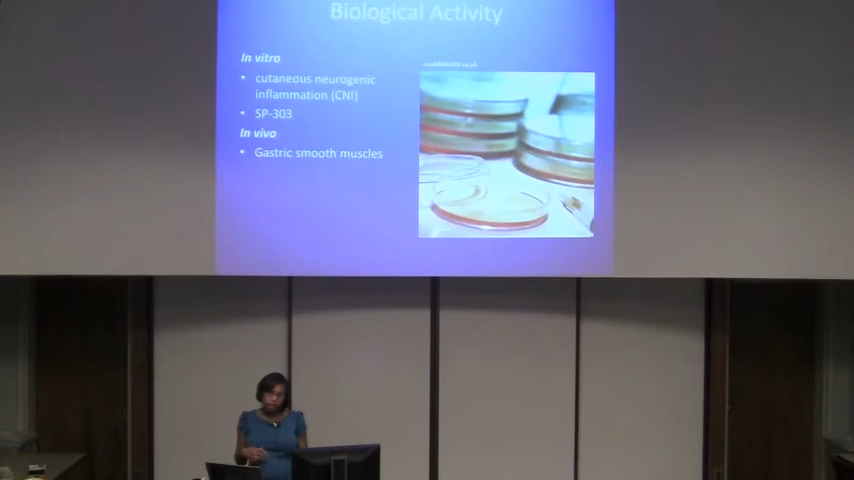 Biological Activity
In vitro
• cutaneous neurogenic
inflammation (CNI)
• SP-303
In vivo
• Gastric smooth muscles